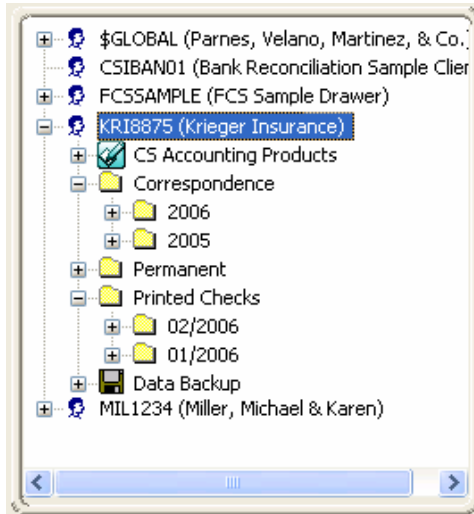 $GLOBAL (Parnes, Velano, Martinez, & Co.)
CSIBAN01 (Bank Reconciliation Sample Clien
FCSSAMPLE (FCS Sample Drawer)
KRI8875 (Krieger Insurance)
CS Accounting Products
Correspondence
2006
2005
Permanent
Printed Checks
02/2006
01/2006
Data Backup
MIL1234 (Miller, Michael & Karen)